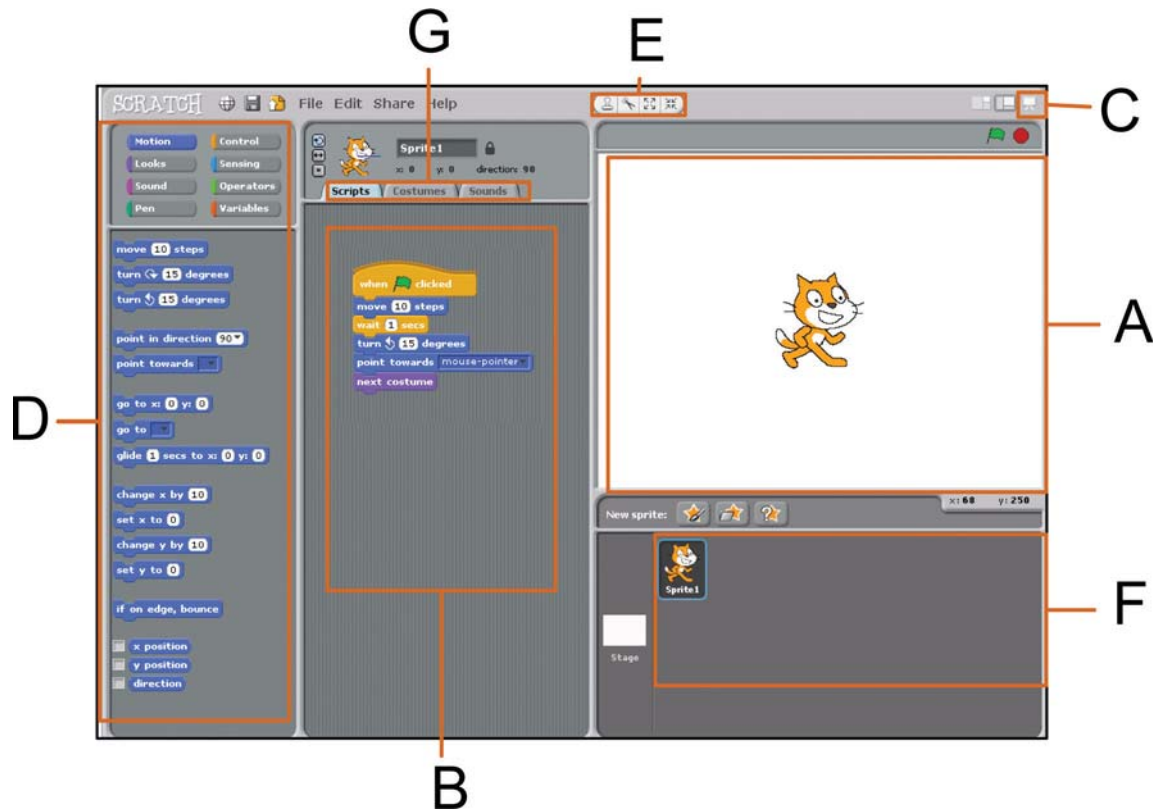 G
E
SCRATCH File Edit Share Help
C
Motion Control
Looks Sensing
Sound Operators
Pen Variables
Sprite1
x: 0 y: 0 direction: 90
Scripts Costumes Sounds
move 10 steps
turn 15 degrees
turn 15 degrees
point in direction 90
point towards
go to x: 0 y: 0
go to
glide 1 secs to x: 0 y: 0
change x by 10
set x to 0
change y by 10
set y to 0
if on edge, bounce
x position
y position
direction
D
when clicked
move 10 steps
wait 1 secs
turn 15 degrees
point towards mouse-pointer
next costume
B
A
x: 68 y: 250
New sprite:
Sprite1
Stage
F